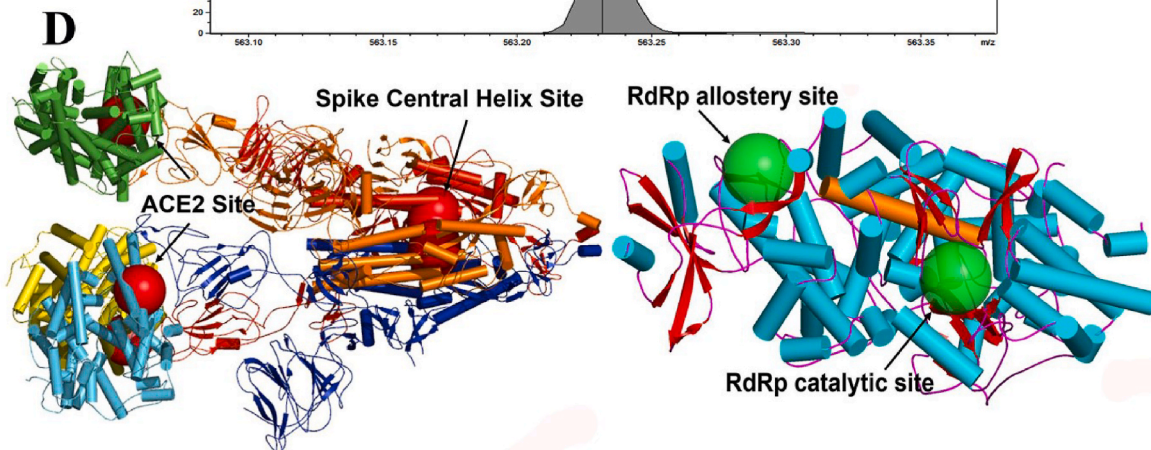 20
0
563.10 563.15 563.20 563.25 563.30 563.35 m/z
D
Spike Central Helix Site
RdRp allostery site
ACE2 Site
RdRp catalytic site